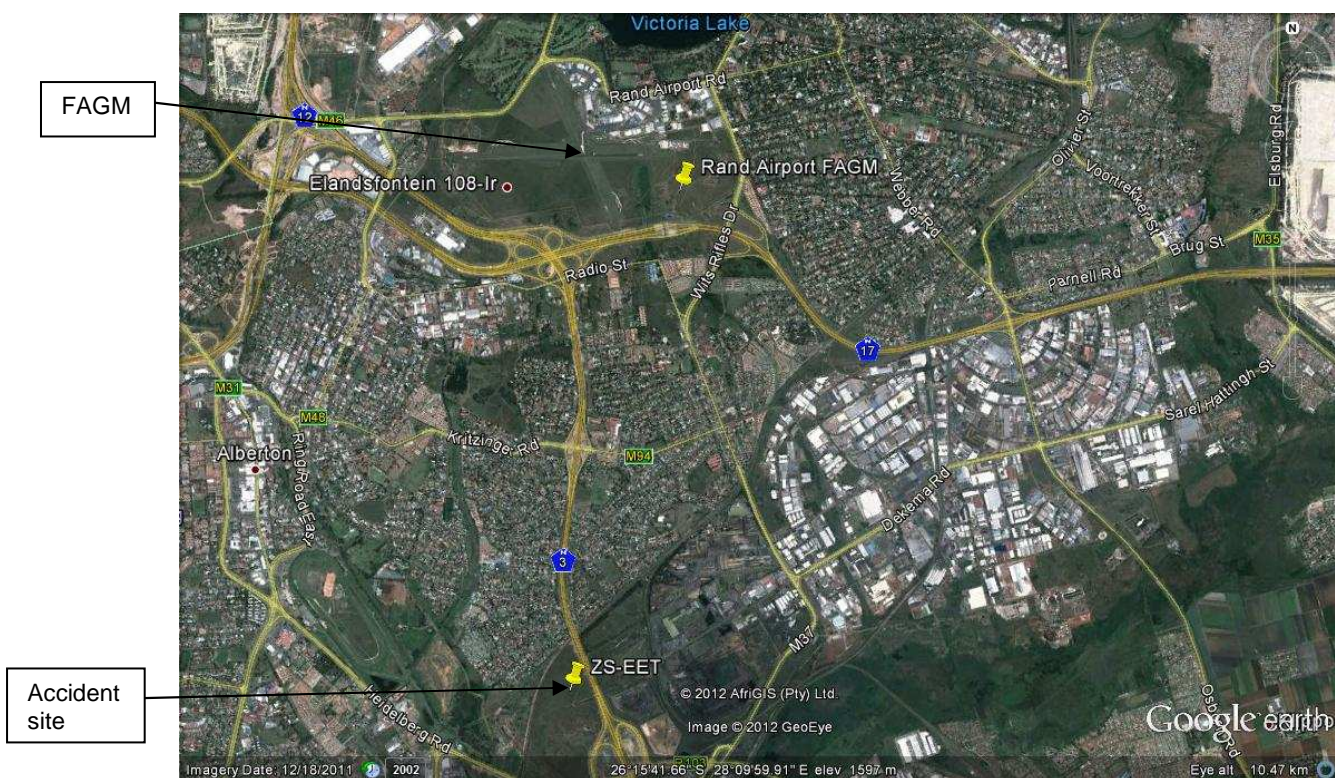 Victoria Lake
N
FAGM
Rand Airport Rd
12
M46
Elandsfontein 108-Ir
Rand Airport FAGM
Webber Rd
Olivier St
Voortrekker St
Elsburg Rd
Brug St
M35
Wits Rifles Dr
Radio St
Parnell Rd
17
M31
M48
Kritzinger Rd
M94
Sarel Hattingh St
Alberton
Ring Road East
Dekema Rd
N
3
M37
ZS-EET
Accident
site
Heidelberg Rd
© 2012 AfriGIS (Pty) Ltd.
Image © 2012 GeoEye
Google earth
R103
Imagery Date: 12/18/2011
2002
26°15'41.66" S 28°09'59.91" E elev 1597 m
Eye alt 10.47 km